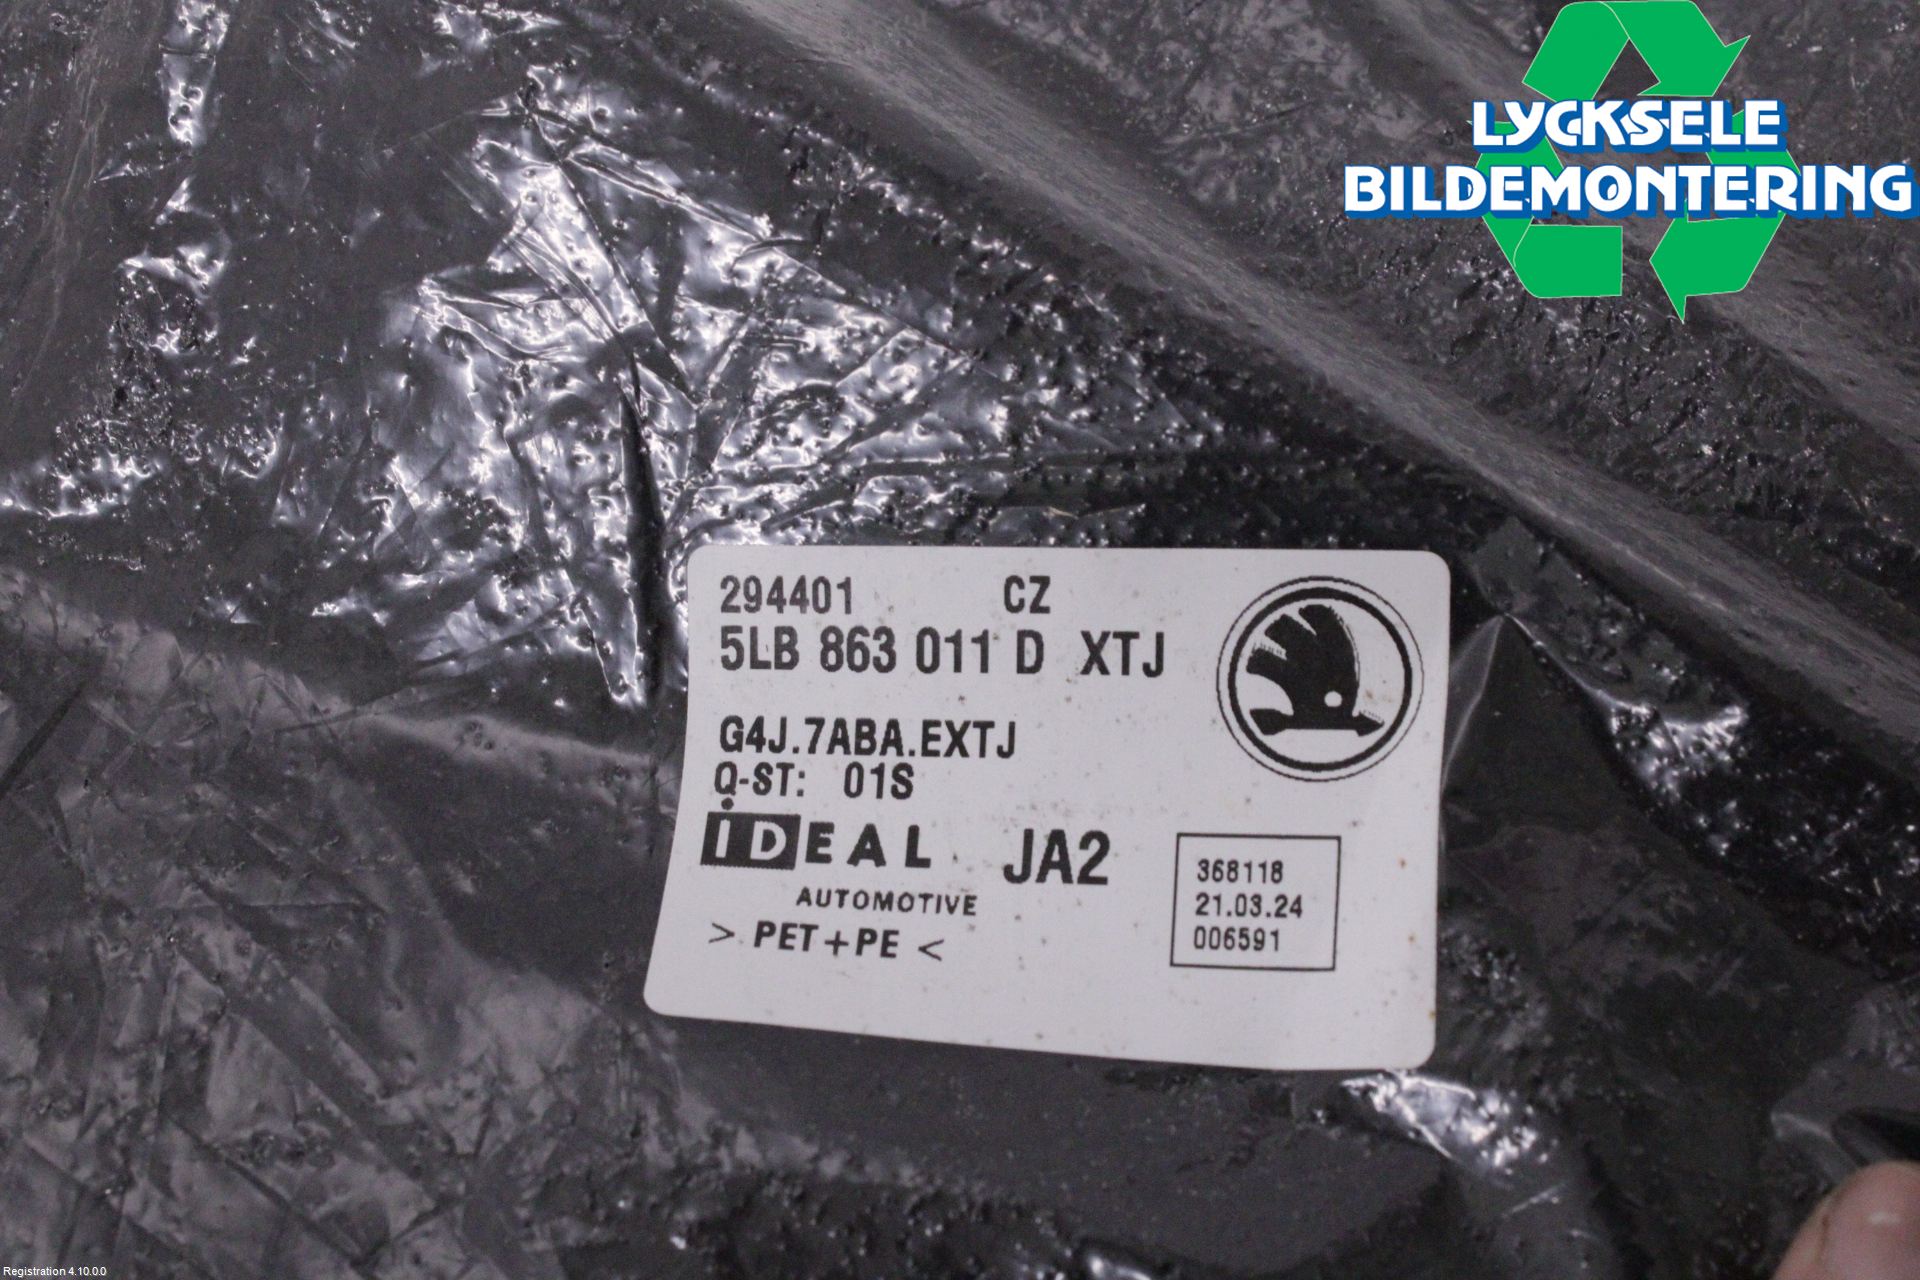 LYCKSELE
BILDEMONTERING
294401 CZ
5LB 863 011 D XTJ
G4J.7ABA.EXTJ
Q-ST: 01S
IDEAL JA2
AUTOMOTIVE
> PET+PE <
368118
21.03.24
006591
Registration 4.10.0.0